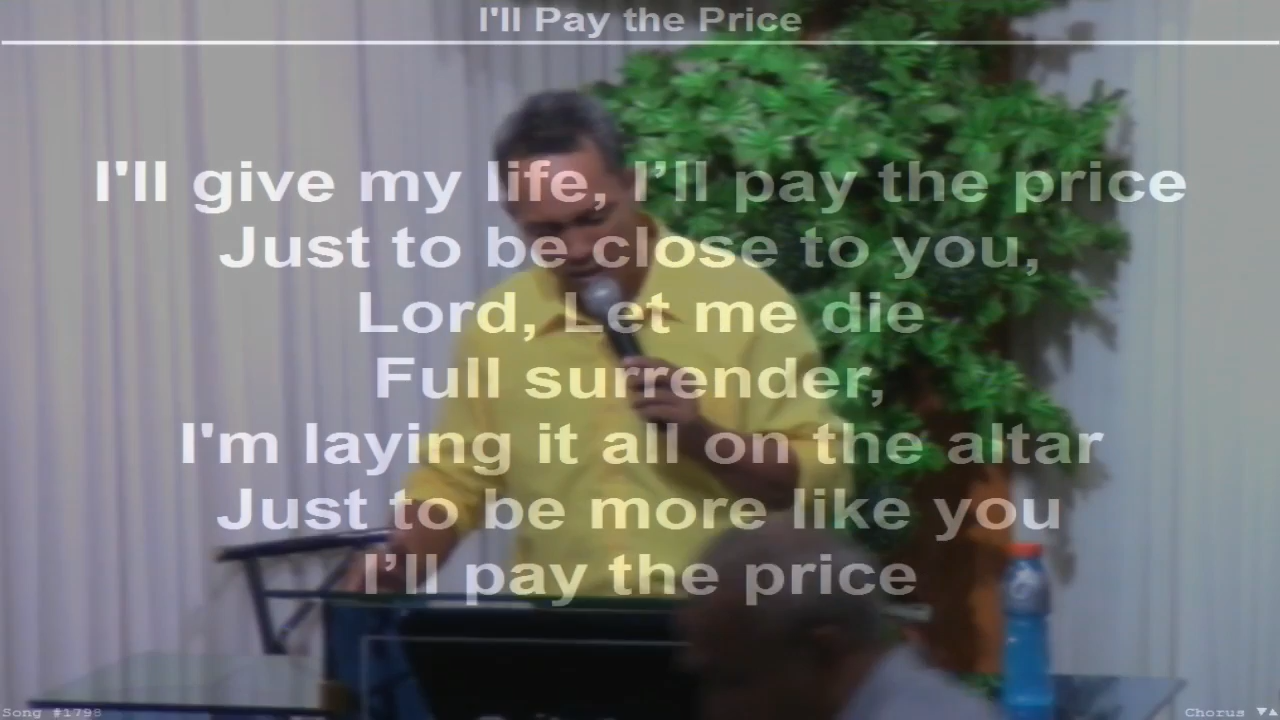 I'll Pay the Price
I'll give my life, I’ll pay the price
Just to be close to you,
Lord, Let me die
Full surrender,
I'm laying it all on the altar
Just to be more like you
I’ll pay the price
Song #1798
Chorus ▼▲